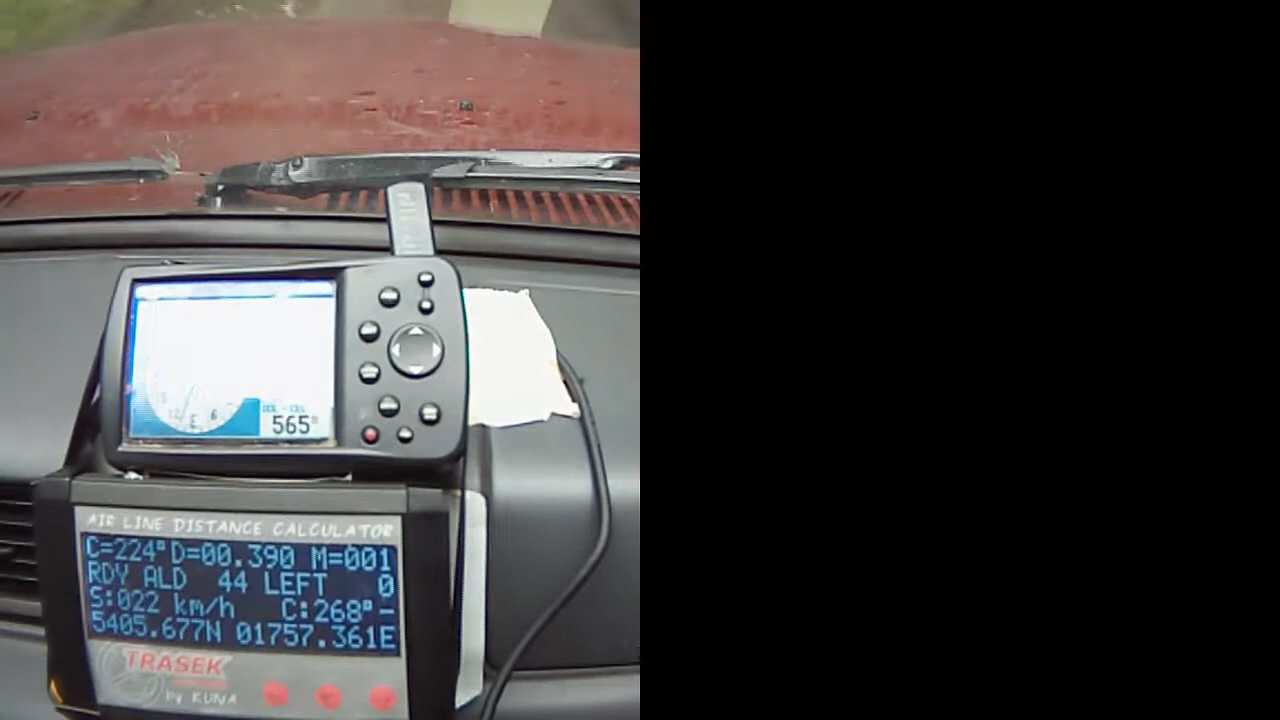 565°
AIR LINE DISTANCE CALCULATOR
C=224°D=00.390 M=001
RDY ALD 44 LEFT 0
S:022 km/h C:268°-
5405.677N 01757.361E
TRASEK
by KUNA